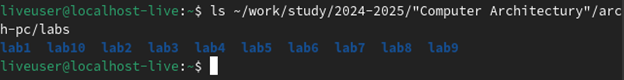 liveuser@localhost-live:~$ ls ~/work/study/2024-2025/"Computer Architectury"/arc
h-pc/labs
lab1  lab10  lab2  lab3  lab4  lab5  lab6  lab7  lab8  lab9
liveuser@localhost-live:~$